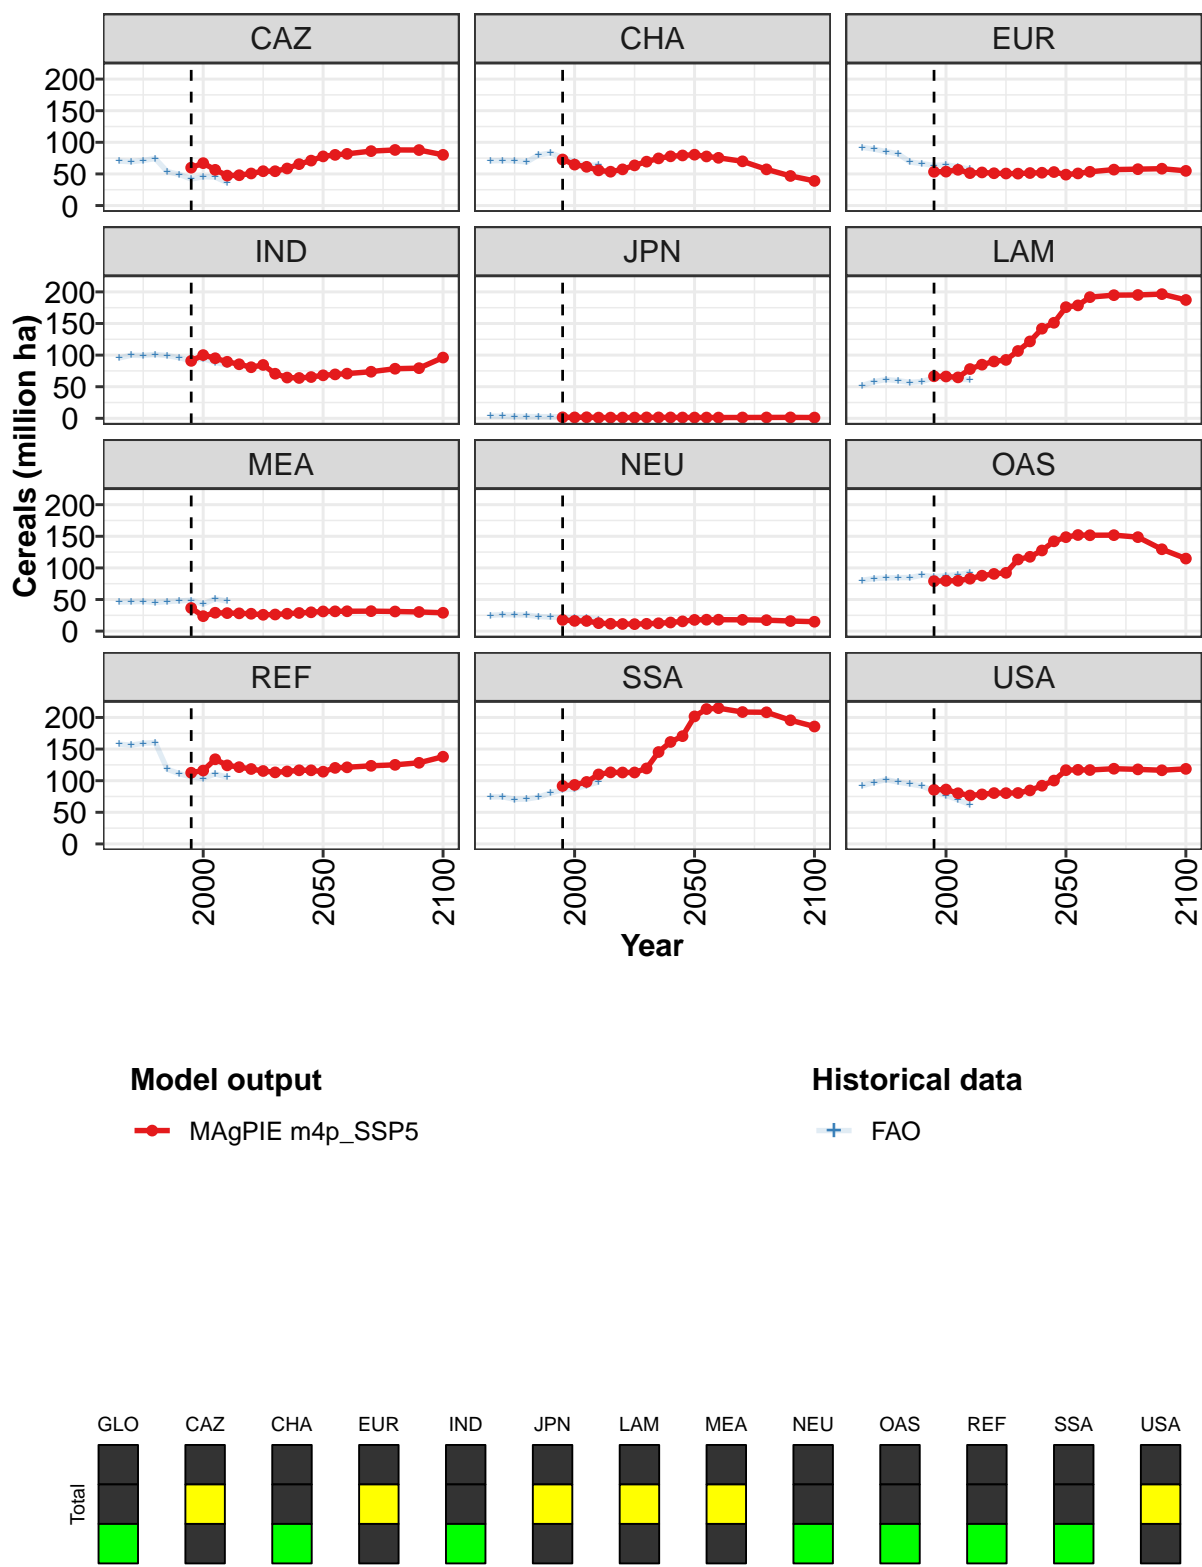 CAZ CHA EUR
200
150
100
50
0
IND JPN LAM
200
150
100
50
0
MEA NEU OAS
200
150
100
50
0
REF SSA USA
200
150
100
50
0
Cereals (million ha)
2000 2050 2100 2000 2050 2100 2000 2050 2100
Year
Model output Historical data
MAgPIE m4p_SSP5 FAO
GLO CAZ CHA EUR IND JPN LAM MEA NEU OAS REF SSA USA
Total